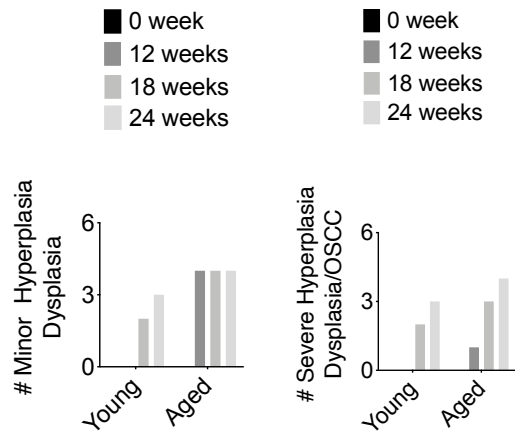 0 week
12 weeks
18 weeks
24 weeks
# Minor Hyperplasia
Dysplasia
6
3
0
Young
Aged
0 week
12 weeks
18 weeks
24 weeks
# Severe Hyperplasia
Dysplasia/OSCC
6
3
0
Young
Aged